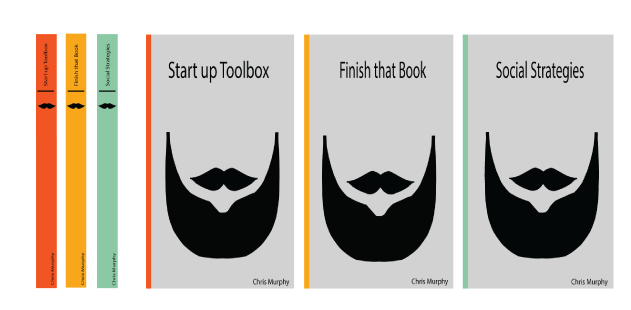 Start up Toolbox
Chris Murphy
Finish that Book
Chris Murphy
Social Strategies
Chris Murphy
Start up Toolbox
Chris Murphy
Finish that Book
Chris Murphy
Social Strategies
Chris Murphy